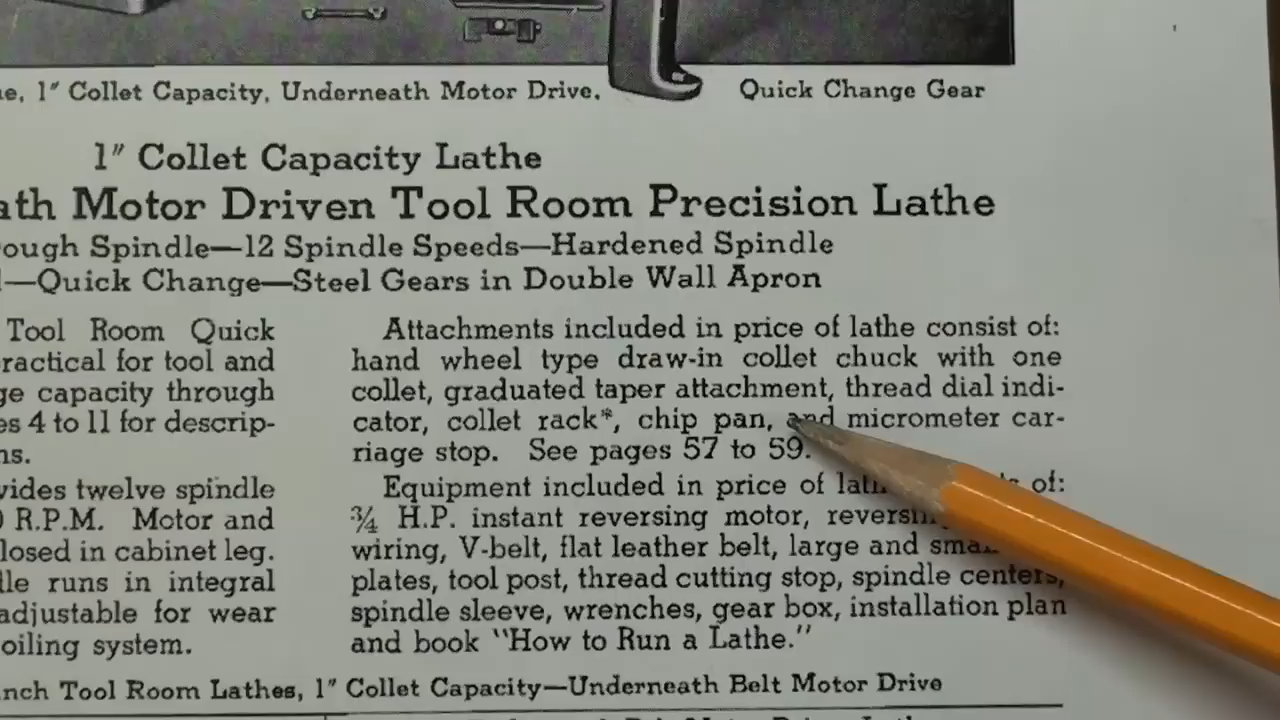 ne, 1″ Collet Capacity, Underneath Motor Drive, Quick Change Gear
1″ Collet Capacity Lathe
ath Motor Driven Tool Room Precision Lathe
ough Spindle—12 Spindle Speeds—Hardened Spindle
l—Quick Change—Steel Gears in Double Wall Apron
Tool Room Quick
ractical for tool and
ge capacity through
es 4 to 11 for descrip-
ns.
vides twelve spindle
0 R.P.M. Motor and
losed in cabinet leg.
dle runs in integral
adjustable for wear
oiling system.
Attachments included in price of lathe consist of:
hand wheel type draw-in collet chuck with one
collet, graduated taper attachment, thread dial indi-
cator, collet rack*, chip pan, and micrometer car-
riage stop. See pages 57 to 59.
Equipment included in price of of:
¾ H.P. instant reversing motor,
wiring, V-belt, flat leather belt, large and
plates, tool post, thread cutting stop, spindle centers,
spindle sleeve, wrenches, gear box, installation plan
and book "How to Run a Lathe."
nch Tool Room Lathes, 1″ Collet Capacity—Underneath Belt Motor Drive